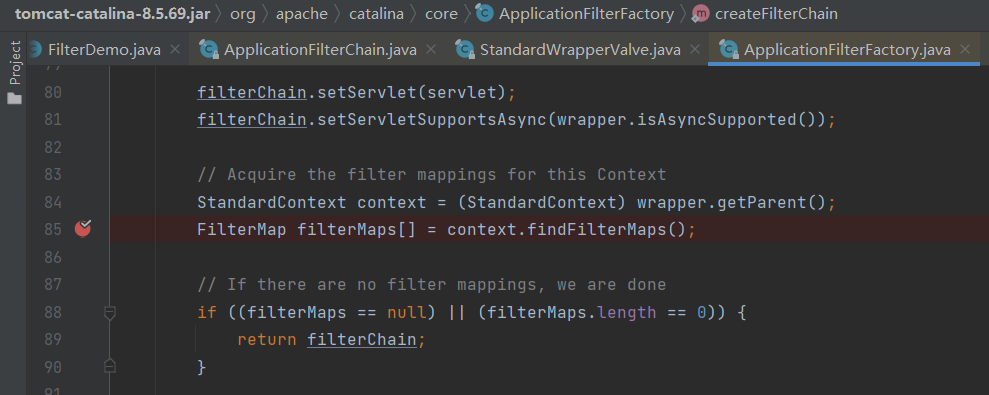 tomcat-catalina-8.5.69.jar org apache catalina core ApplicationFilterFactory createFilterChain
FilterDemo.java ApplicationFilterChain.java StandardWrapperValve.java ApplicationFilterFactory.java
Project
80 filterChain.setServlet(servlet);
81 filterChain.setServletSupportsAsync(wrapper.isAsyncSupported());
82
83 // Acquire the filter mappings for this Context
84 StandardContext context = (StandardContext) wrapper.getParent();
85 FilterMap filterMaps[] = context.findFilterMaps();
86
87 // If there are no filter mappings, we are done
88 if ((filterMaps == null) || (filterMaps.length == 0)) {
89 return filterChain;
90 }